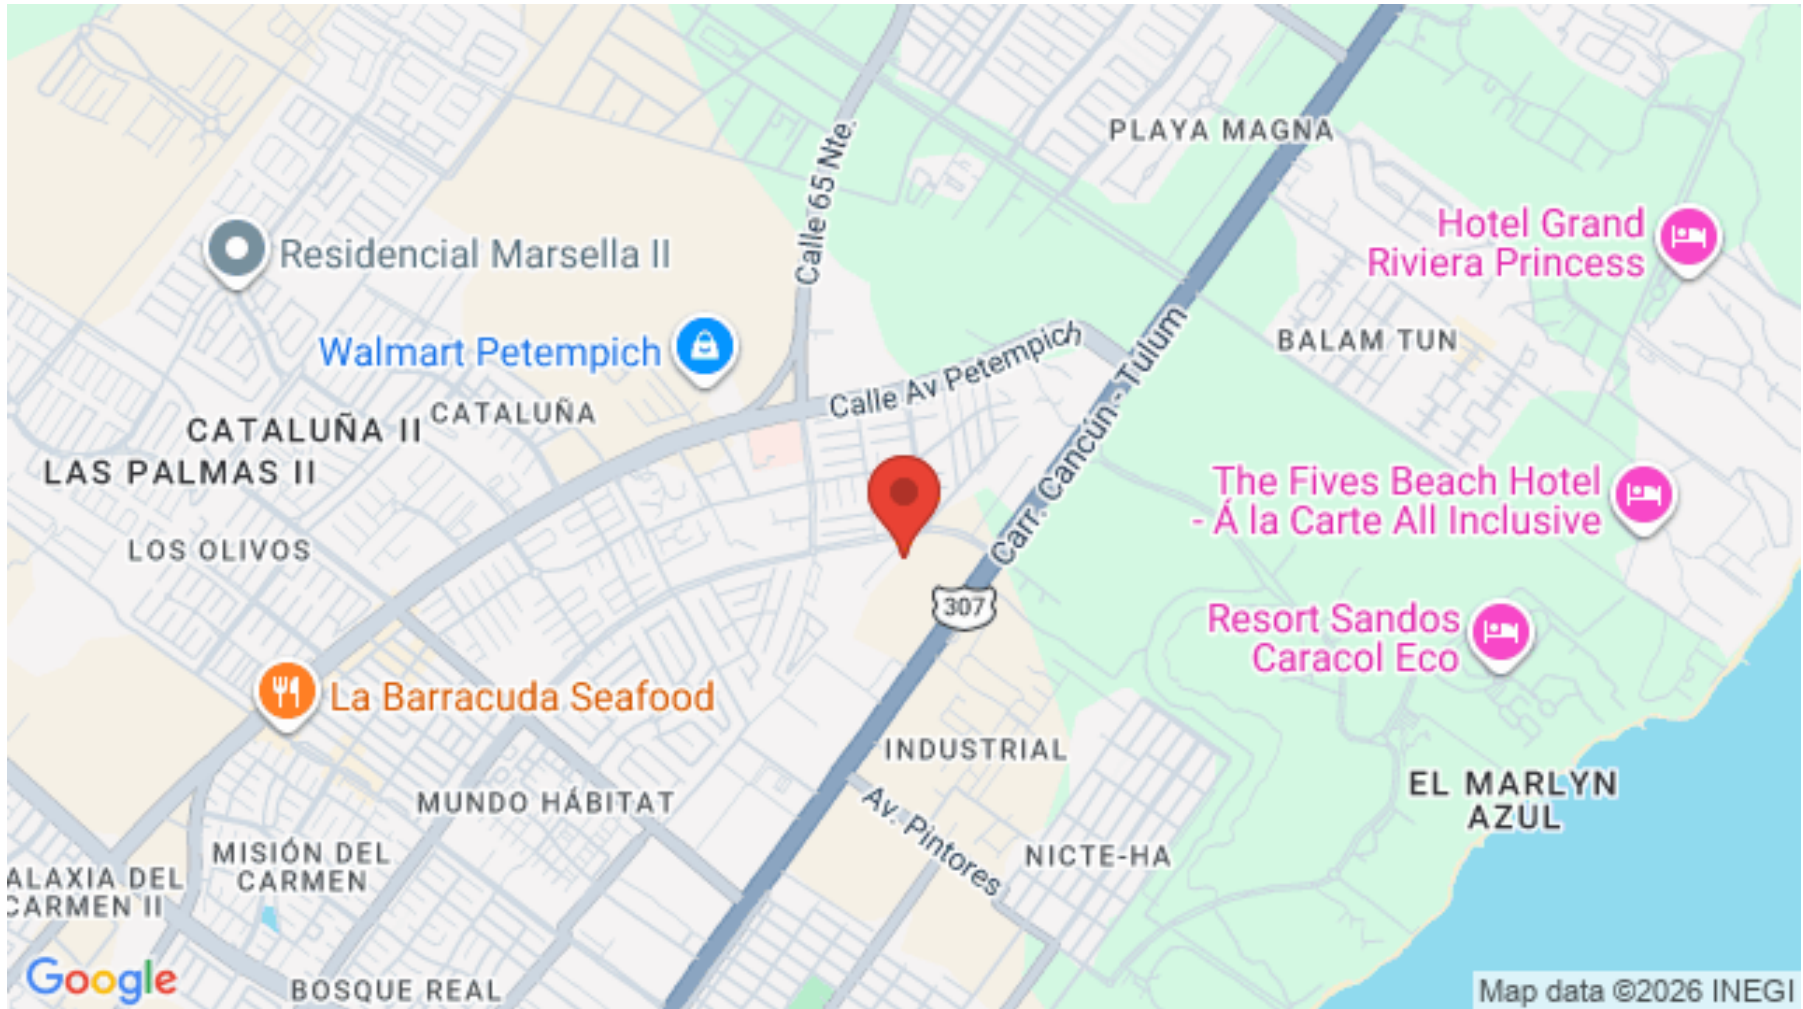 PLAYA MAGNA
Calle 65 Nte.
Hotel Grand
Riviera Princess
Residencial Marsella II
Walmart Petempich
Calle Av Petempich
BALAM TUN
CATALUÑA
CATALUÑA II
LAS PALMAS II
Carr. Cancún - Tulum
The Fives Beach Hotel
- Á la Carte All Inclusive
LOS OLIVOS
307
Resort Sandos
Caracol Eco
La Barracuda Seafood
INDUSTRIAL
EL MARLYN
AZUL
MUNDO HÁBITAT
Av. Pintores
MISIÓN DEL
CARMEN
NICTE-HA
ALAXIA DEL
CARMEN II
BOSQUE REAL
Google
Map data ©2026 INEGI